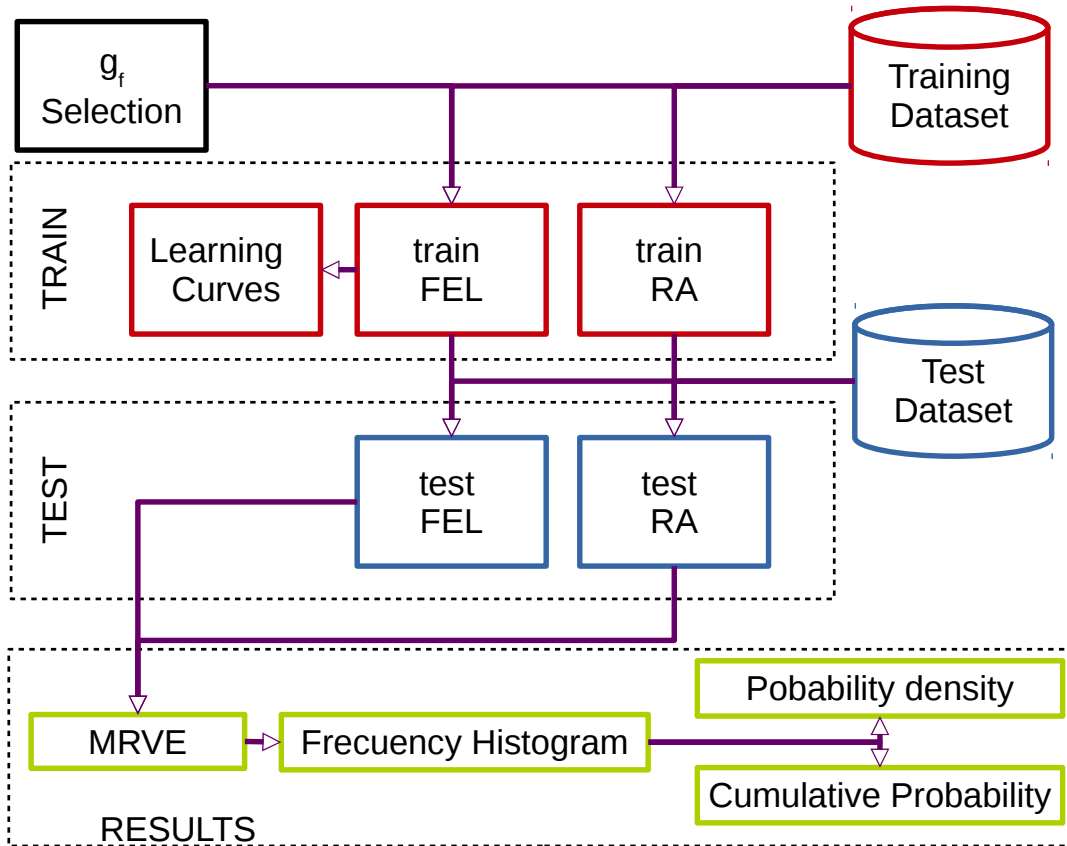 g_f
Selection
Training
Dataset
TRAIN
Learning
Curves
train
FEL
train
RA
Test
Dataset
TEST
test
FEL
test
RA
Pobability density
MRVE
Frecuency Histogram
Cumulative Probability
RESULTS